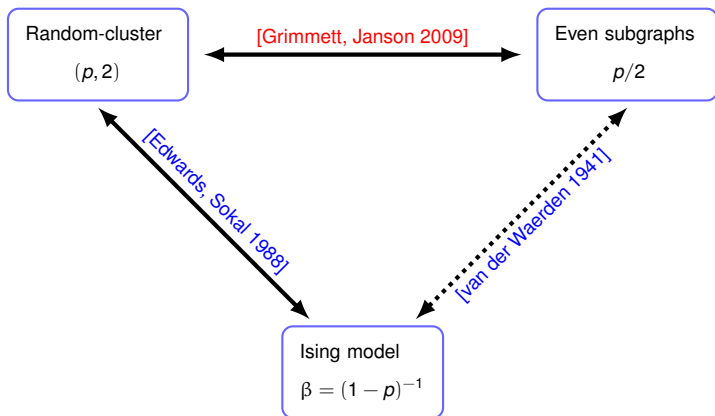 Random-cluster
(p, 2)
[Grimmett, Janson 2009]
Even subgraphs
p/2
[Edwards, Sokal 1988]
[van der Waerden 1941]
Ising model
β = (1 − p)⁻¹